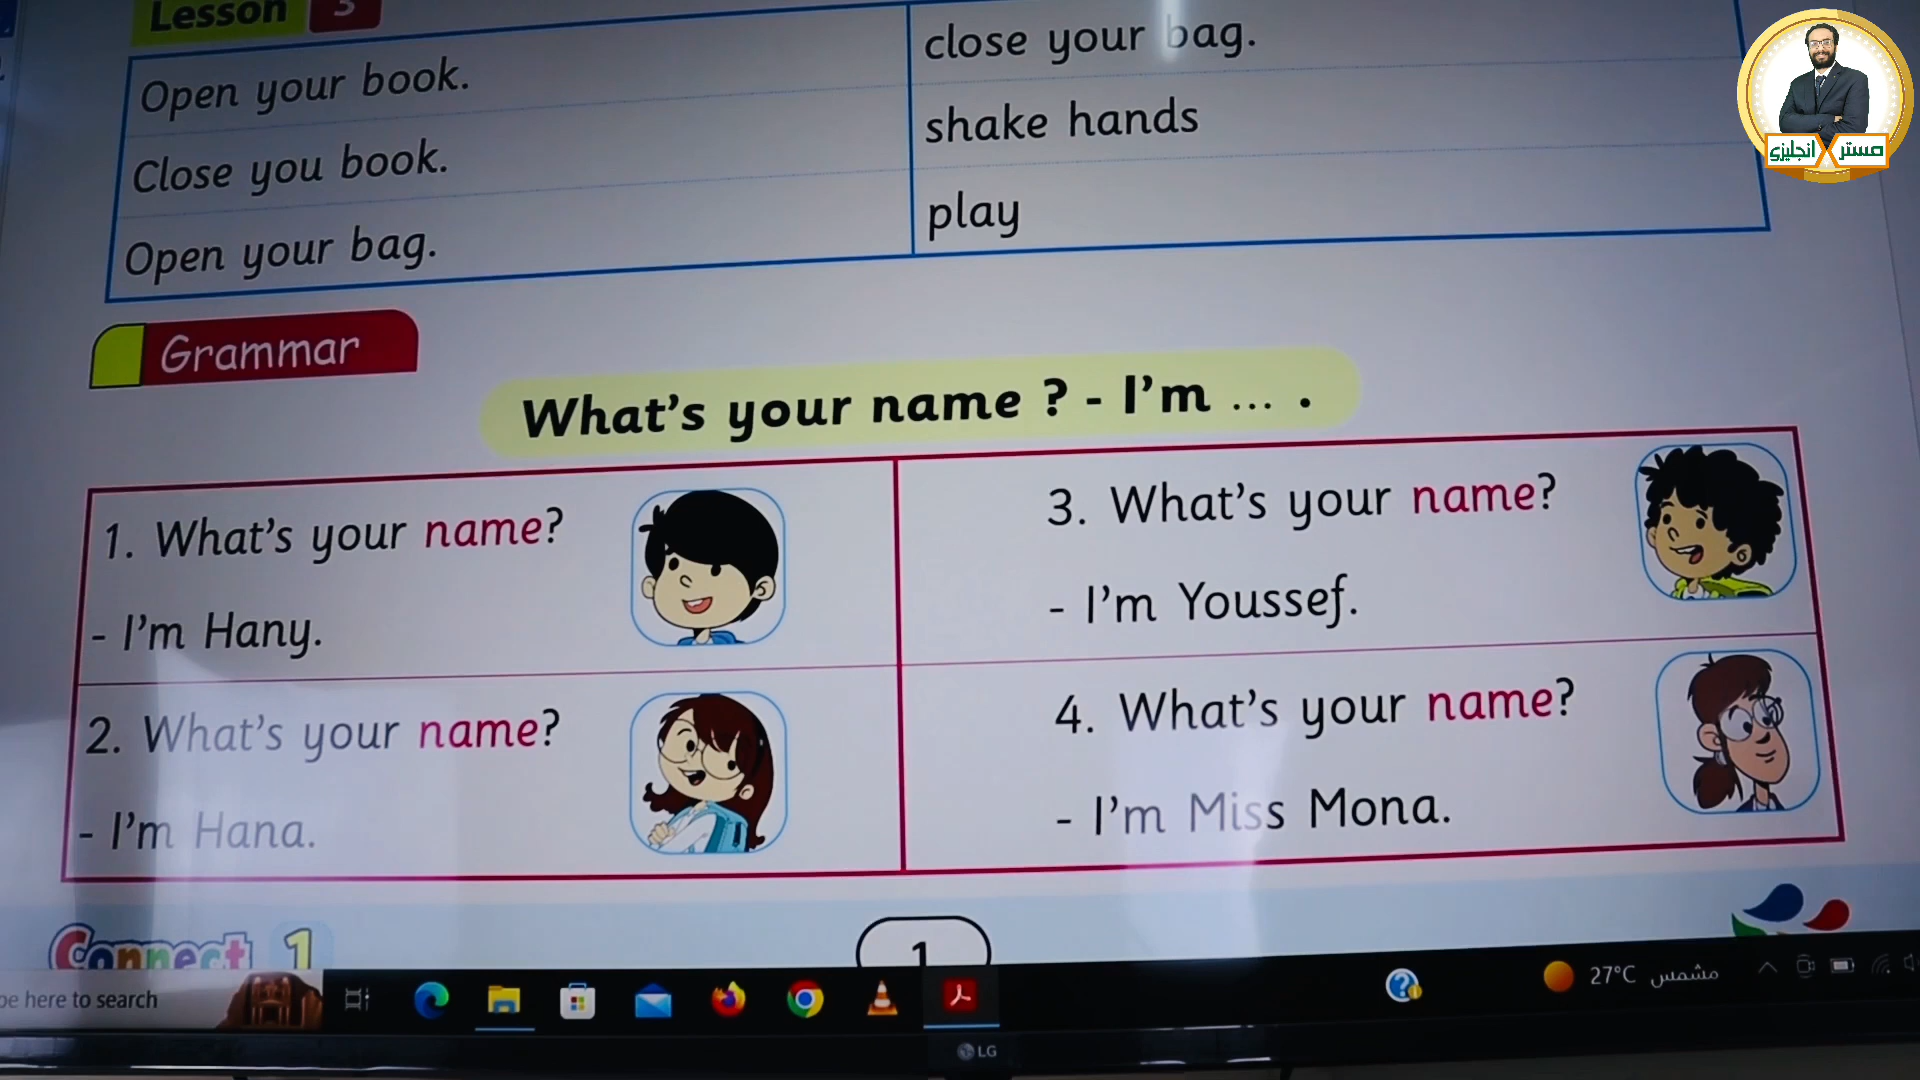 Lesson 3
Open your book.
close your bag.
Close you book.
shake hands
Open your bag.
play
Grammar
What's your name ? - I'm ... .
1. What's your name?
- I'm Hany.
2. What's your name?
- I'm Hana.
3. What's your name?
- I'm Youssef.
4. What's your name?
- I'm Miss Mona.
Connect 1
1
here to search
27°C مشمس
LG
مستر X انجليزي